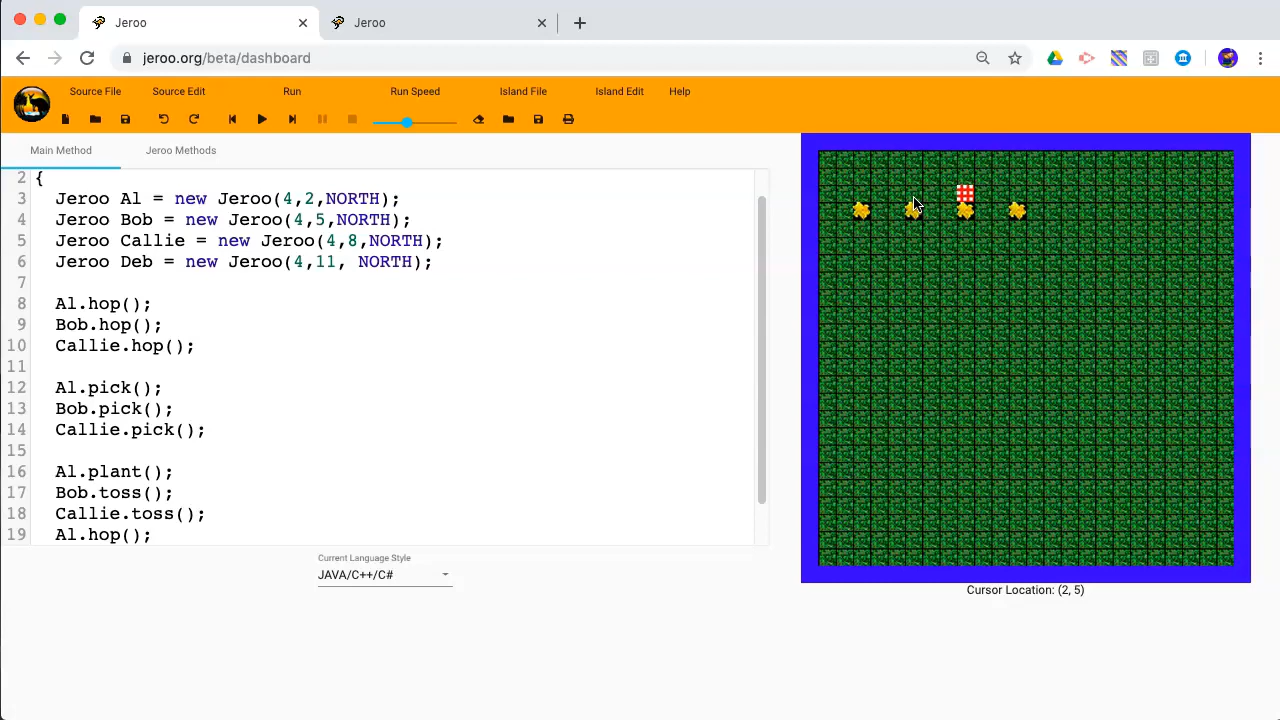 Jeroo
Jeroo
jeroo.org/beta/dashboard
Source File
Source Edit
Run
Run Speed
Island File
Island Edit
Help
Main Method
Jeroo Methods
2 {
3 Jeroo Al = new Jeroo(4,2,NORTH);
4 Jeroo Bob = new Jeroo(4,5,NORTH);
5 Jeroo Callie = new Jeroo(4,8,NORTH);
6 Jeroo Deb = new Jeroo(4,11, NORTH);
7
8 Al.hop();
9 Bob.hop();
10 Callie.hop();
11
12 Al.pick();
13 Bob.pick();
14 Callie.pick();
15
16 Al.plant();
17 Bob.toss();
18 Callie.toss();
19 Al.hop();
Current Language Style
JAVA/C++/C#
Cursor Location: (2, 5)